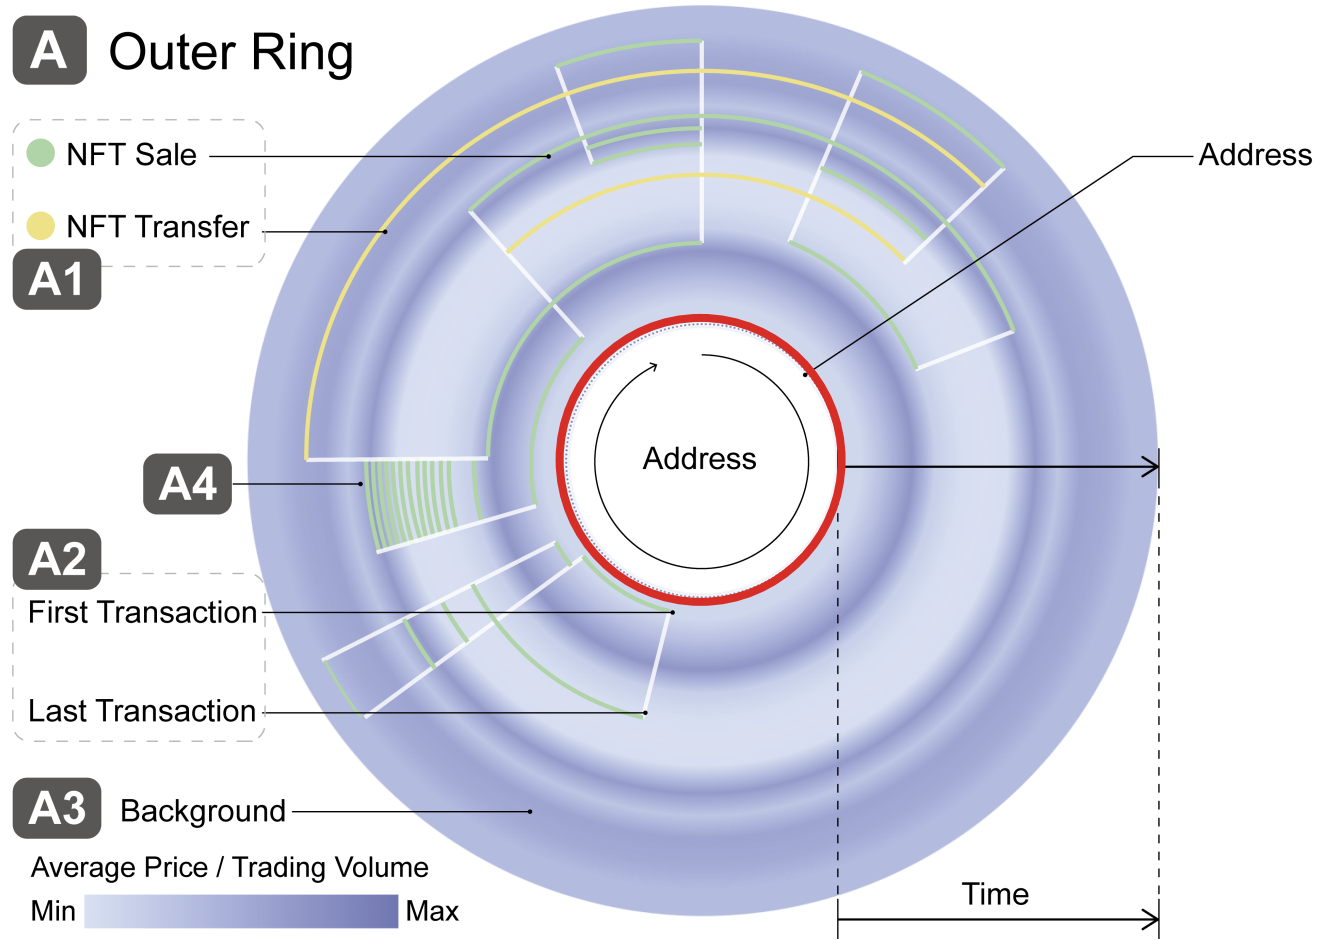 A Outer Ring
NFT Sale
Address
NFT Transfer
A1
Address
A4
A2
First Transaction
Last Transaction
A3 Background
Average Price / Trading Volume
Min Max
Time